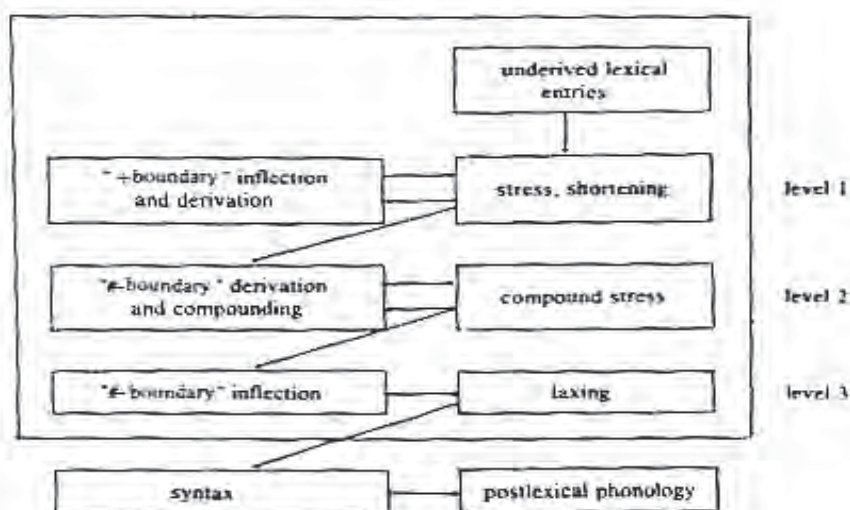 underived lexical
entries
"+boundary" inflection
and derivation
stress, shortening
level 1
"#-boundary" derivation
and compounding
compound stress
level 2
"#-boundary" inflection
laxing
level 3
syntax
postlexical phonology